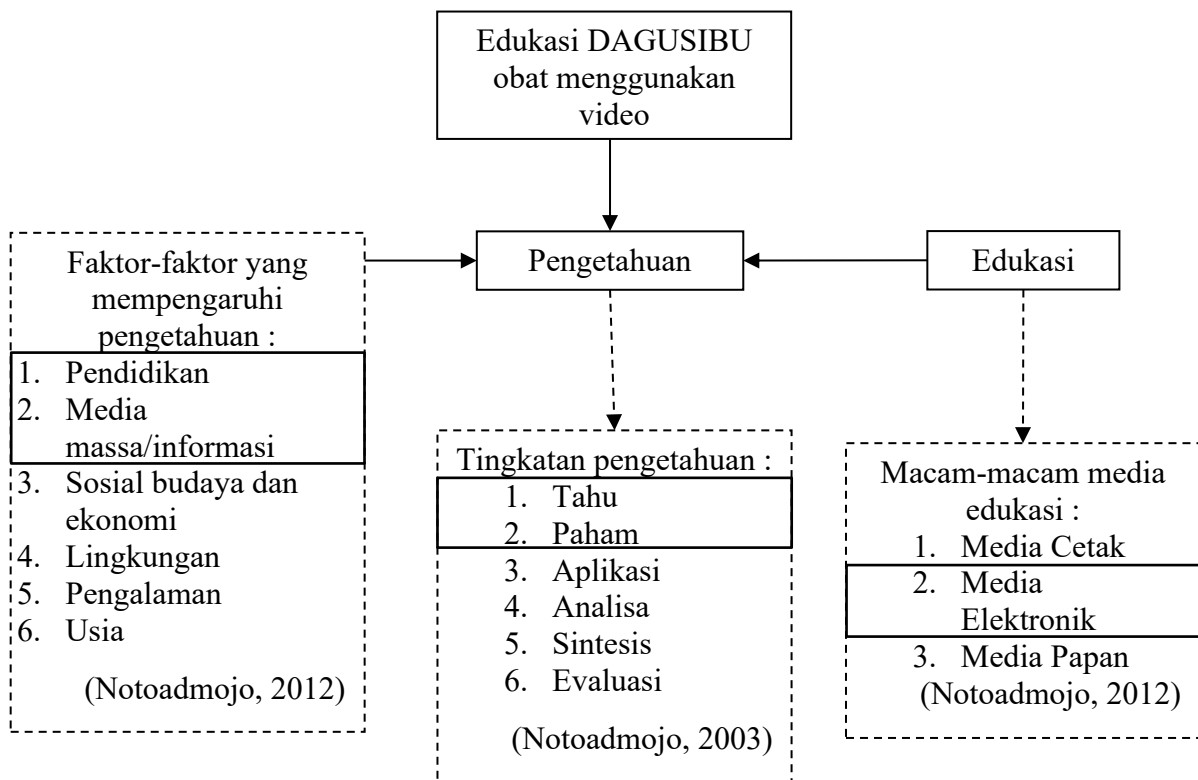 Edukasi DAGUSIBU
obat menggunakan
video
Faktor-faktor yang
mempengaruhi
pengetahuan :
1. Pendidikan
2. Media
massa/informasi
3. Sosial budaya dan
ekonomi
4. Lingkungan
5. Pengalaman
6. Usia
(Notoadmojo, 2012)
Pengetahuan
Tingkatan pengetahuan :
1. Tahu
2. Paham
3. Aplikasi
4. Analisa
5. Sintesis
6. Evaluasi
(Notoadmojo, 2003)
Edukasi
Macam-macam media
edukasi :
1. Media Cetak
2. Media
Elektronik
3. Media Papan
(Notoadmojo, 2012)